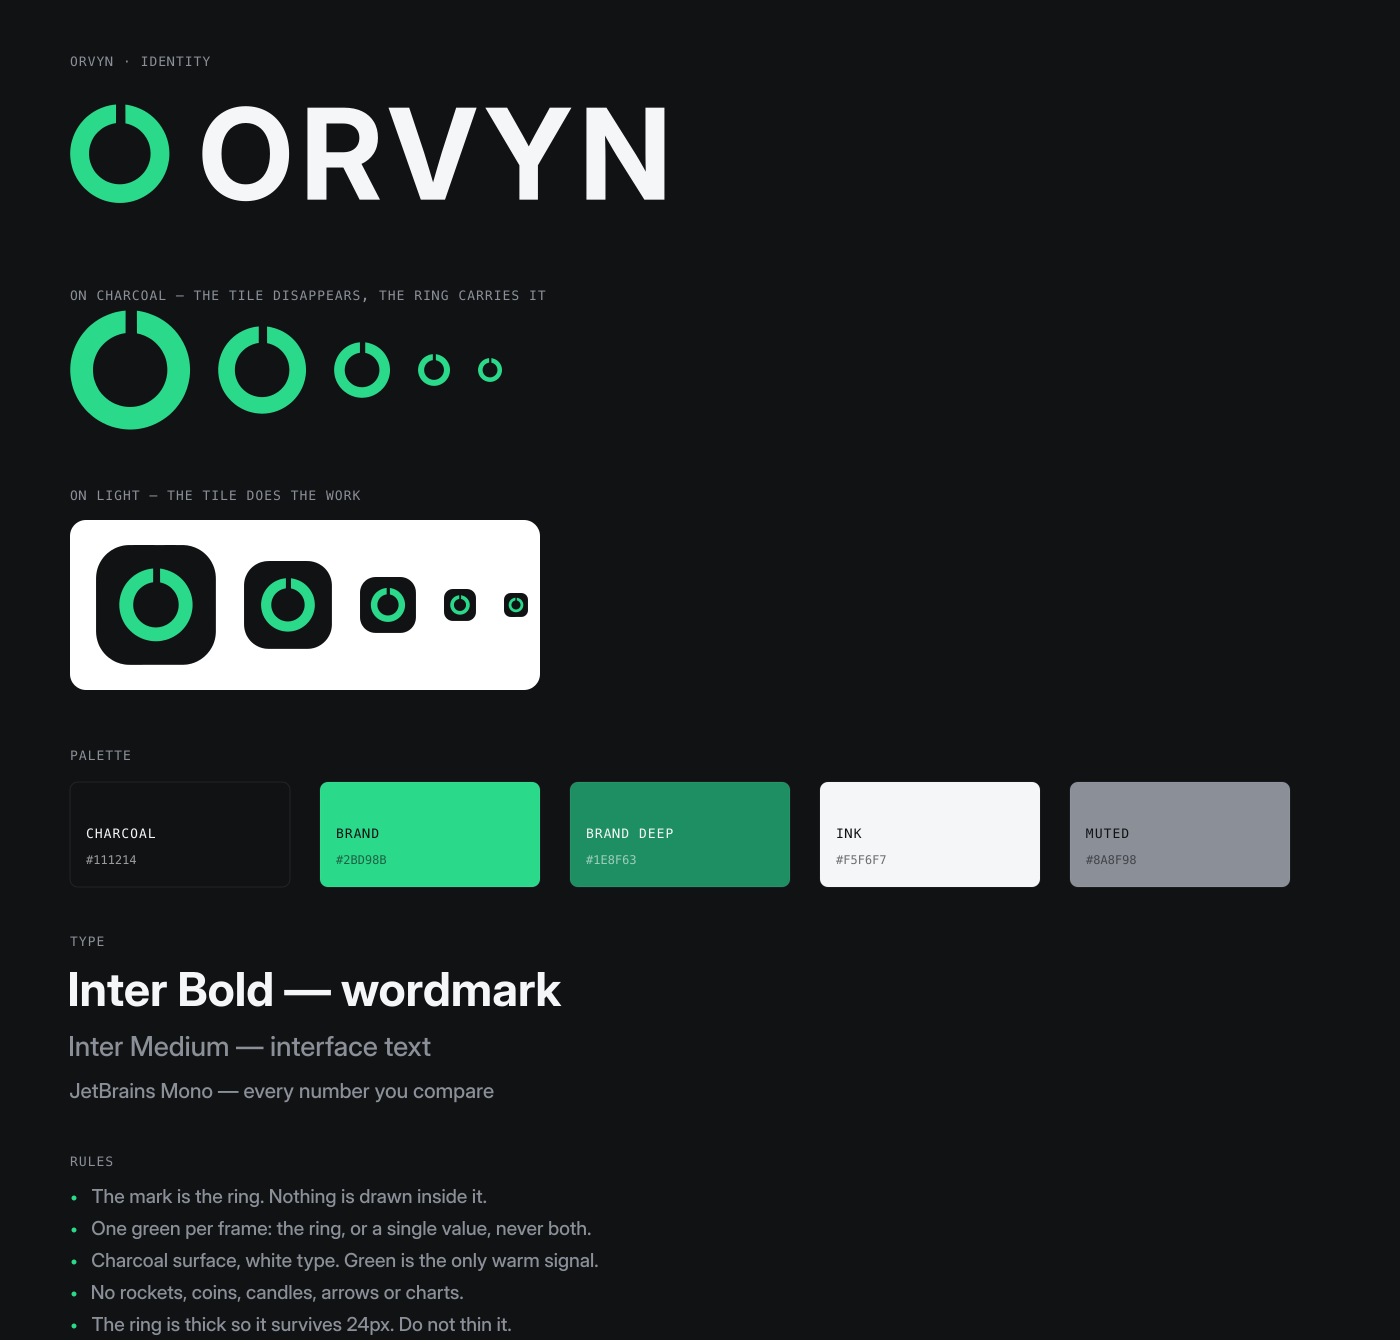 ORVYN · IDENTITY
ORVYN
ON CHARCOAL — THE TILE DISAPPEARS, THE RING CARRIES IT
ON LIGHT — THE TILE DOES THE WORK
PALETTE
CHARCOAL
#111214
BRAND
#2BD98B
BRAND DEEP
#1E8F63
INK
#F5F6F7
MUTED
#8A8F98
TYPE
Inter Bold — wordmark
Inter Medium — interface text
JetBrains Mono — every number you compare
RULES
• The mark is the ring. Nothing is drawn inside it.
• One green per frame: the ring, or a single value, never both.
• Charcoal surface, white type. Green is the only warm signal.
• No rockets, coins, candles, arrows or charts.
• The ring is thick so it survives 24px. Do not thin it.